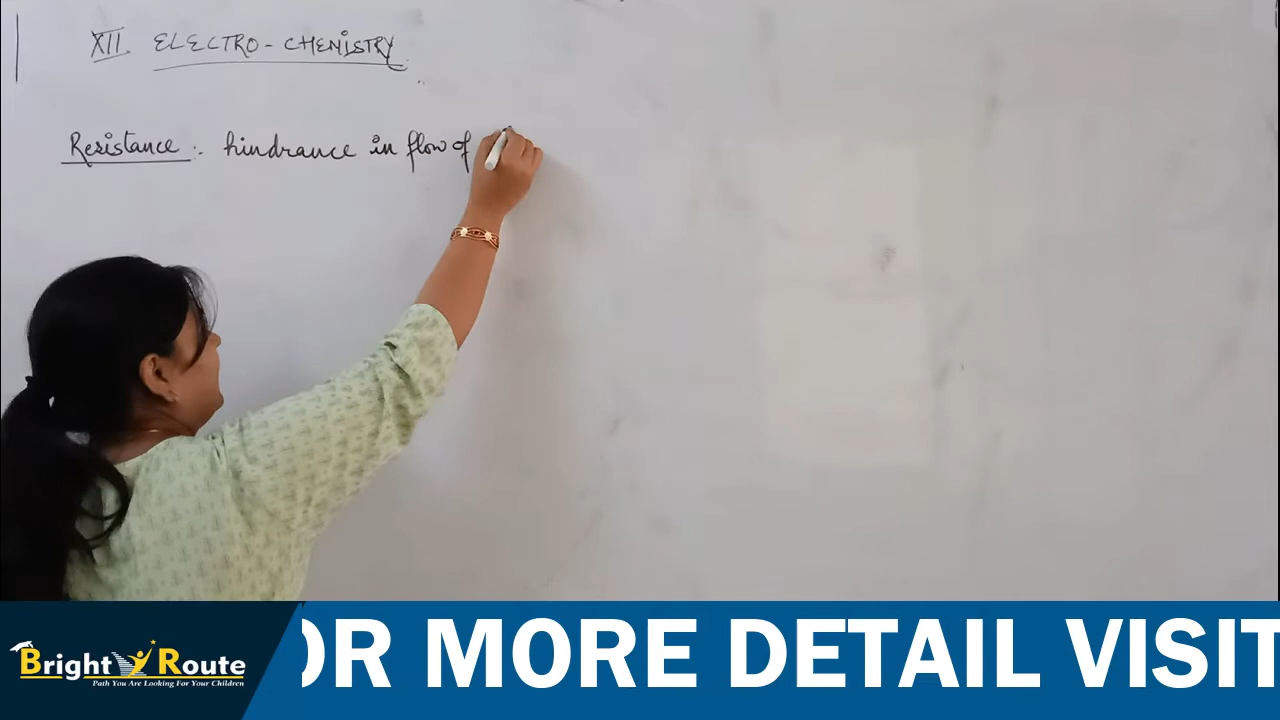 XII ELECTRO - CHEMISTRY
Resistance :- hindrance in flow of
Bright Route
Path You Are Looking For Your Children
OR MORE DETAIL VISIT